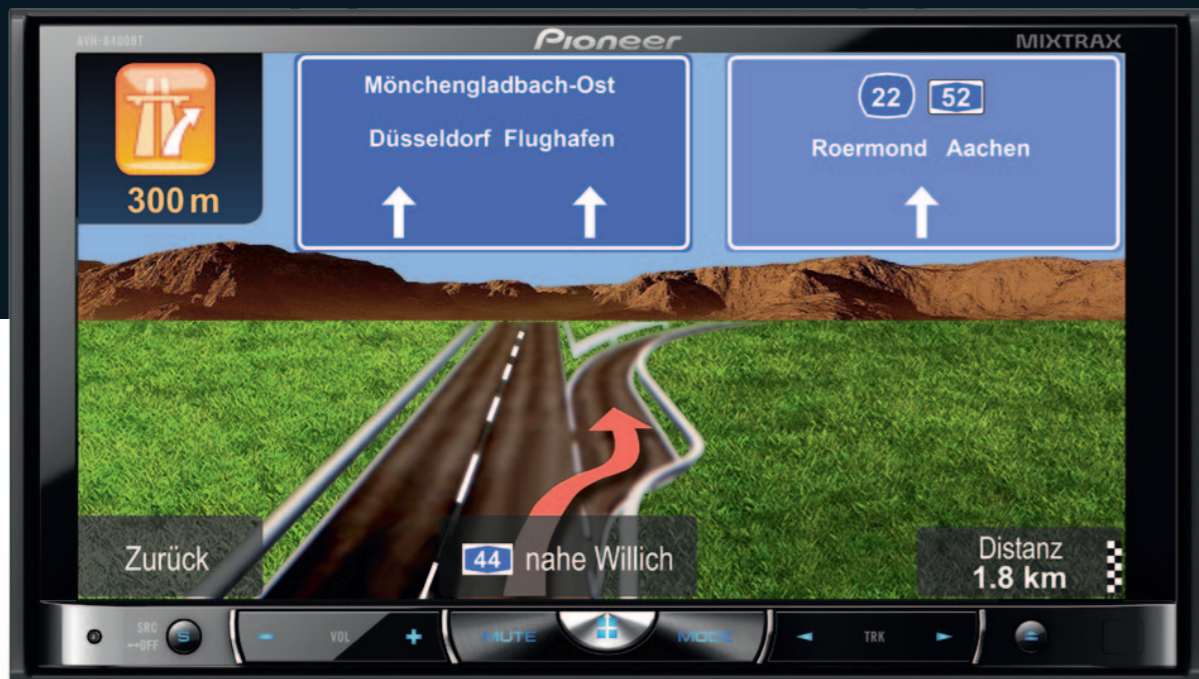 AVH-8400BT
Pioneer
MIXTRAX
300 m
Mönchengladbach-Ost
Düsseldorf Flughafen
22 52
Roermond Aachen
Zurück
44 nahe Willich
Distanz
1.8 km
SRC
OFF
S
- VOL +
MUTE
MODE
TRK